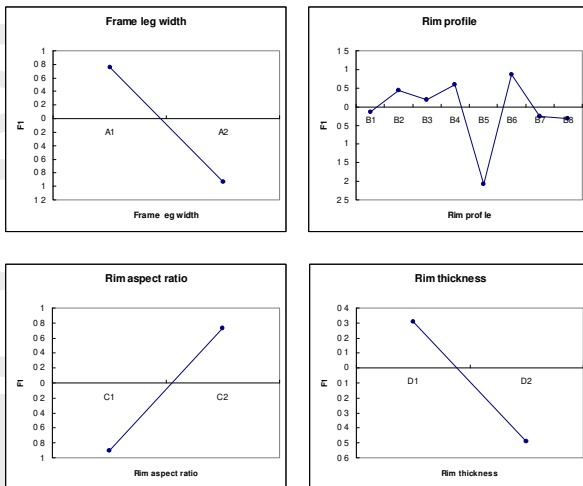 Frame leg width
1
0 8
0 6
0 4
0 2
0
0 2
0 4
0 6
0 8
1
1 2
F1
A1 A2
Frame eg width
Rim profile
1 5
1
0 5
0
0 5
1
1 5
2
2 5
F1
B1 B2 B3 B4 B5 B6 B7 B8
Rim profile
Rim aspect ratio
1
0 8
0 6
0 4
0 2
0
0 2
0 4
0 6
0 8
1
F1
C1 C2
Rim aspect ratio
Rim thickness
0 4
0 3
0 2
0 1
0
0 1
0 2
0 3
0 4
0 5
0 6
F1
D1 D2
Rim thickness